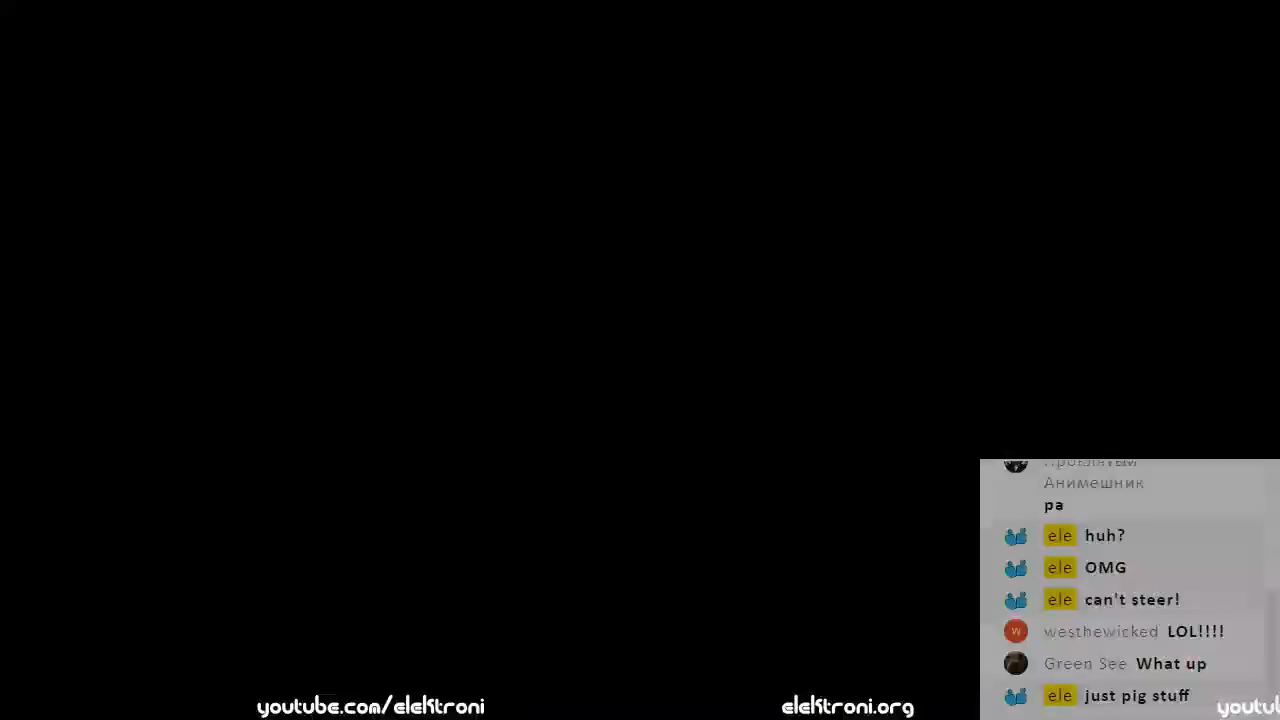 Анимешник
ра
ele huh?
ele OMG
ele can't steer!
W westhewicked LOL!!!!
Green See What up
ele just pig stuff
youtube.com/elektroni elektroni.org